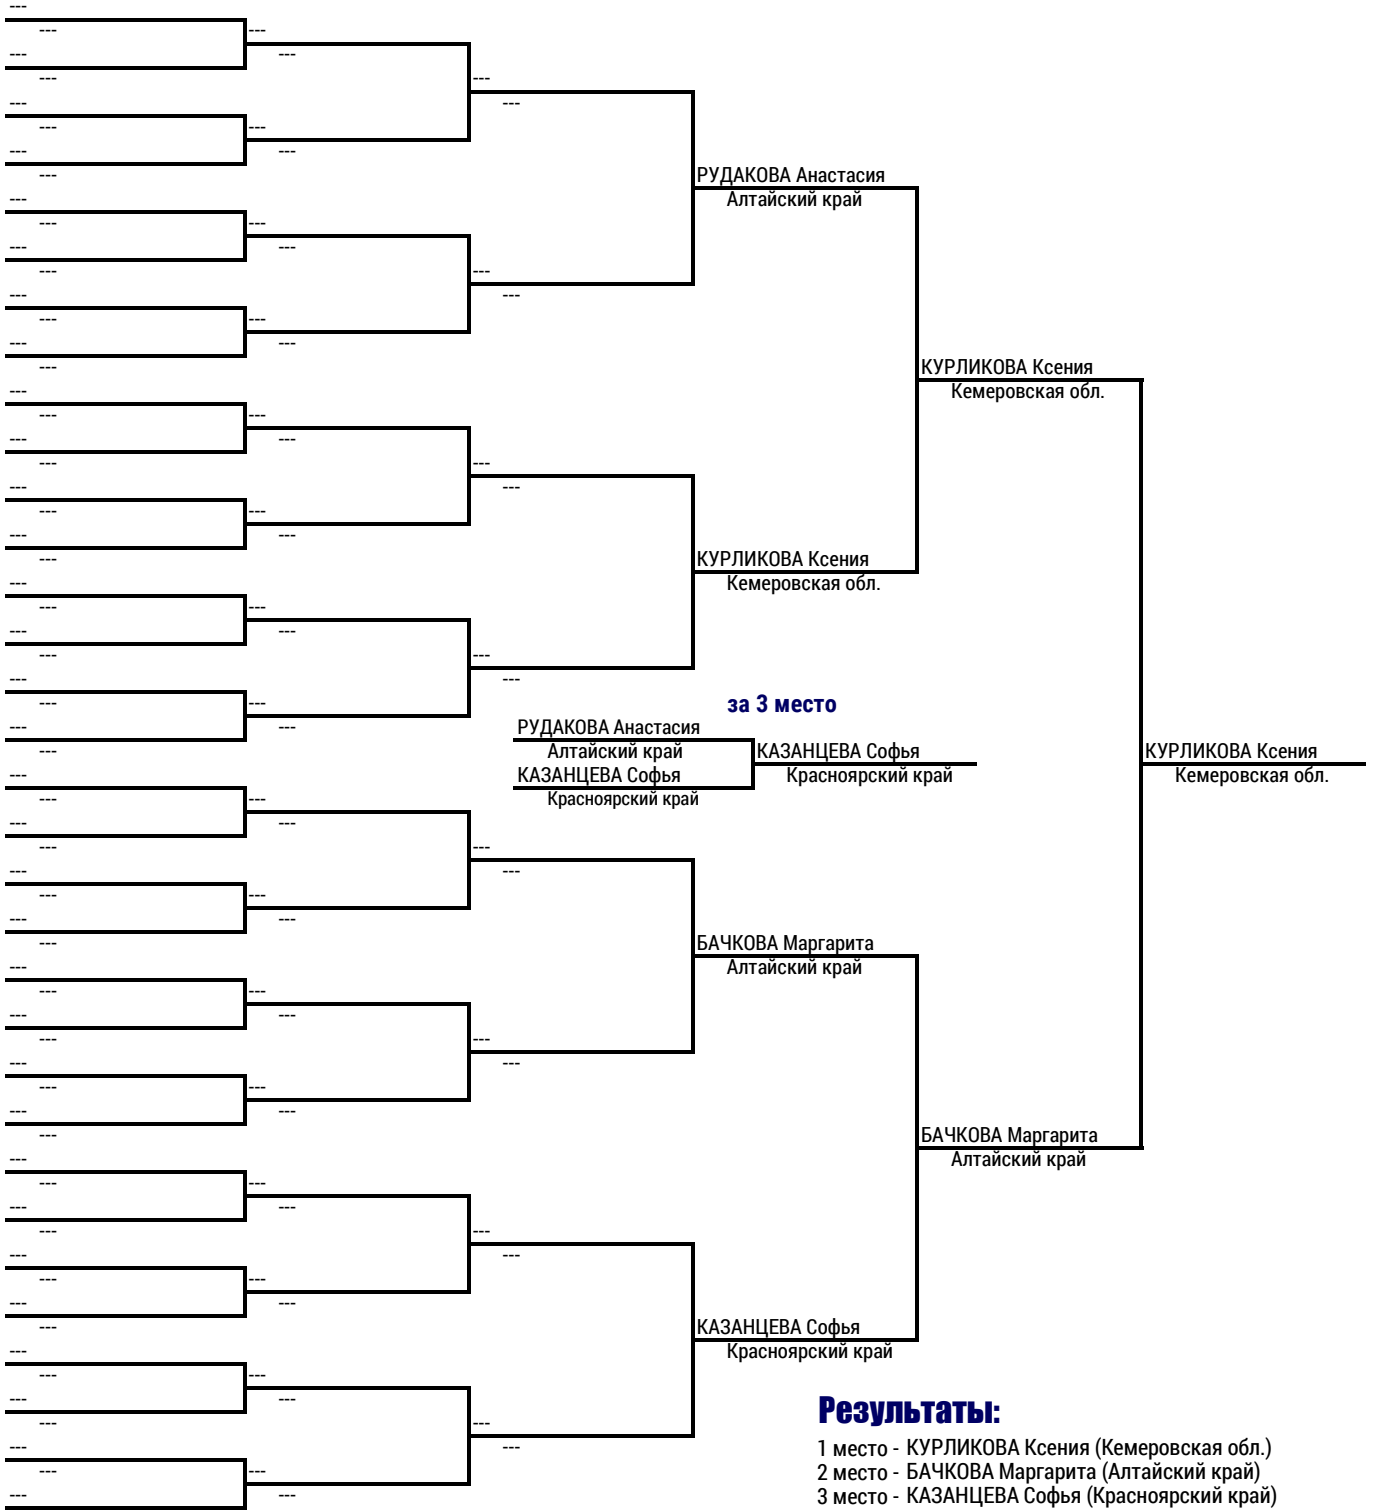 ---
--- ---
--- ---
--- ---
--- ---
--- ---
--- ---
--- РУДАКОВА Анастасия
--- Алтайский край
--- ---
--- ---
--- ---
--- ---
--- ---
--- ---
--- КУРЛИКОВА Ксения
--- Кемеровская обл.
--- ---
--- ---
--- ---
--- ---
--- ---
--- ---
--- КУРЛИКОВА Ксения
--- Кемеровская обл.
--- ---
--- ---
--- ---
--- ---
--- --- за 3 место
--- --- РУДАКОВА Анастасия
--- Алтайский край КАЗАНЦЕВА Софья КУРЛИКОВА Ксения
--- КАЗАНЦЕВА Софья Красноярский край Кемеровская обл.
--- --- Красноярский край
--- ---
--- ---
--- ---
--- ---
--- ---
--- БАЧКОВА Маргарита
--- Алтайский край
--- ---
--- ---
--- ---
--- ---
--- ---
--- ---
--- БАЧКОВА Маргарита
--- Алтайский край
--- ---
--- ---
--- ---
--- ---
--- ---
--- ---
--- КАЗАНЦЕВА Софья
--- Красноярский край
--- ---
--- ---
Результаты:
--- ---
--- --- 1 место - КУРЛИКОВА Ксения (Кемеровская обл.)
--- --- 2 место - БАЧКОВА Маргарита (Алтайский край)
--- --- 3 место - КАЗАНЦЕВА Софья (Красноярский край)